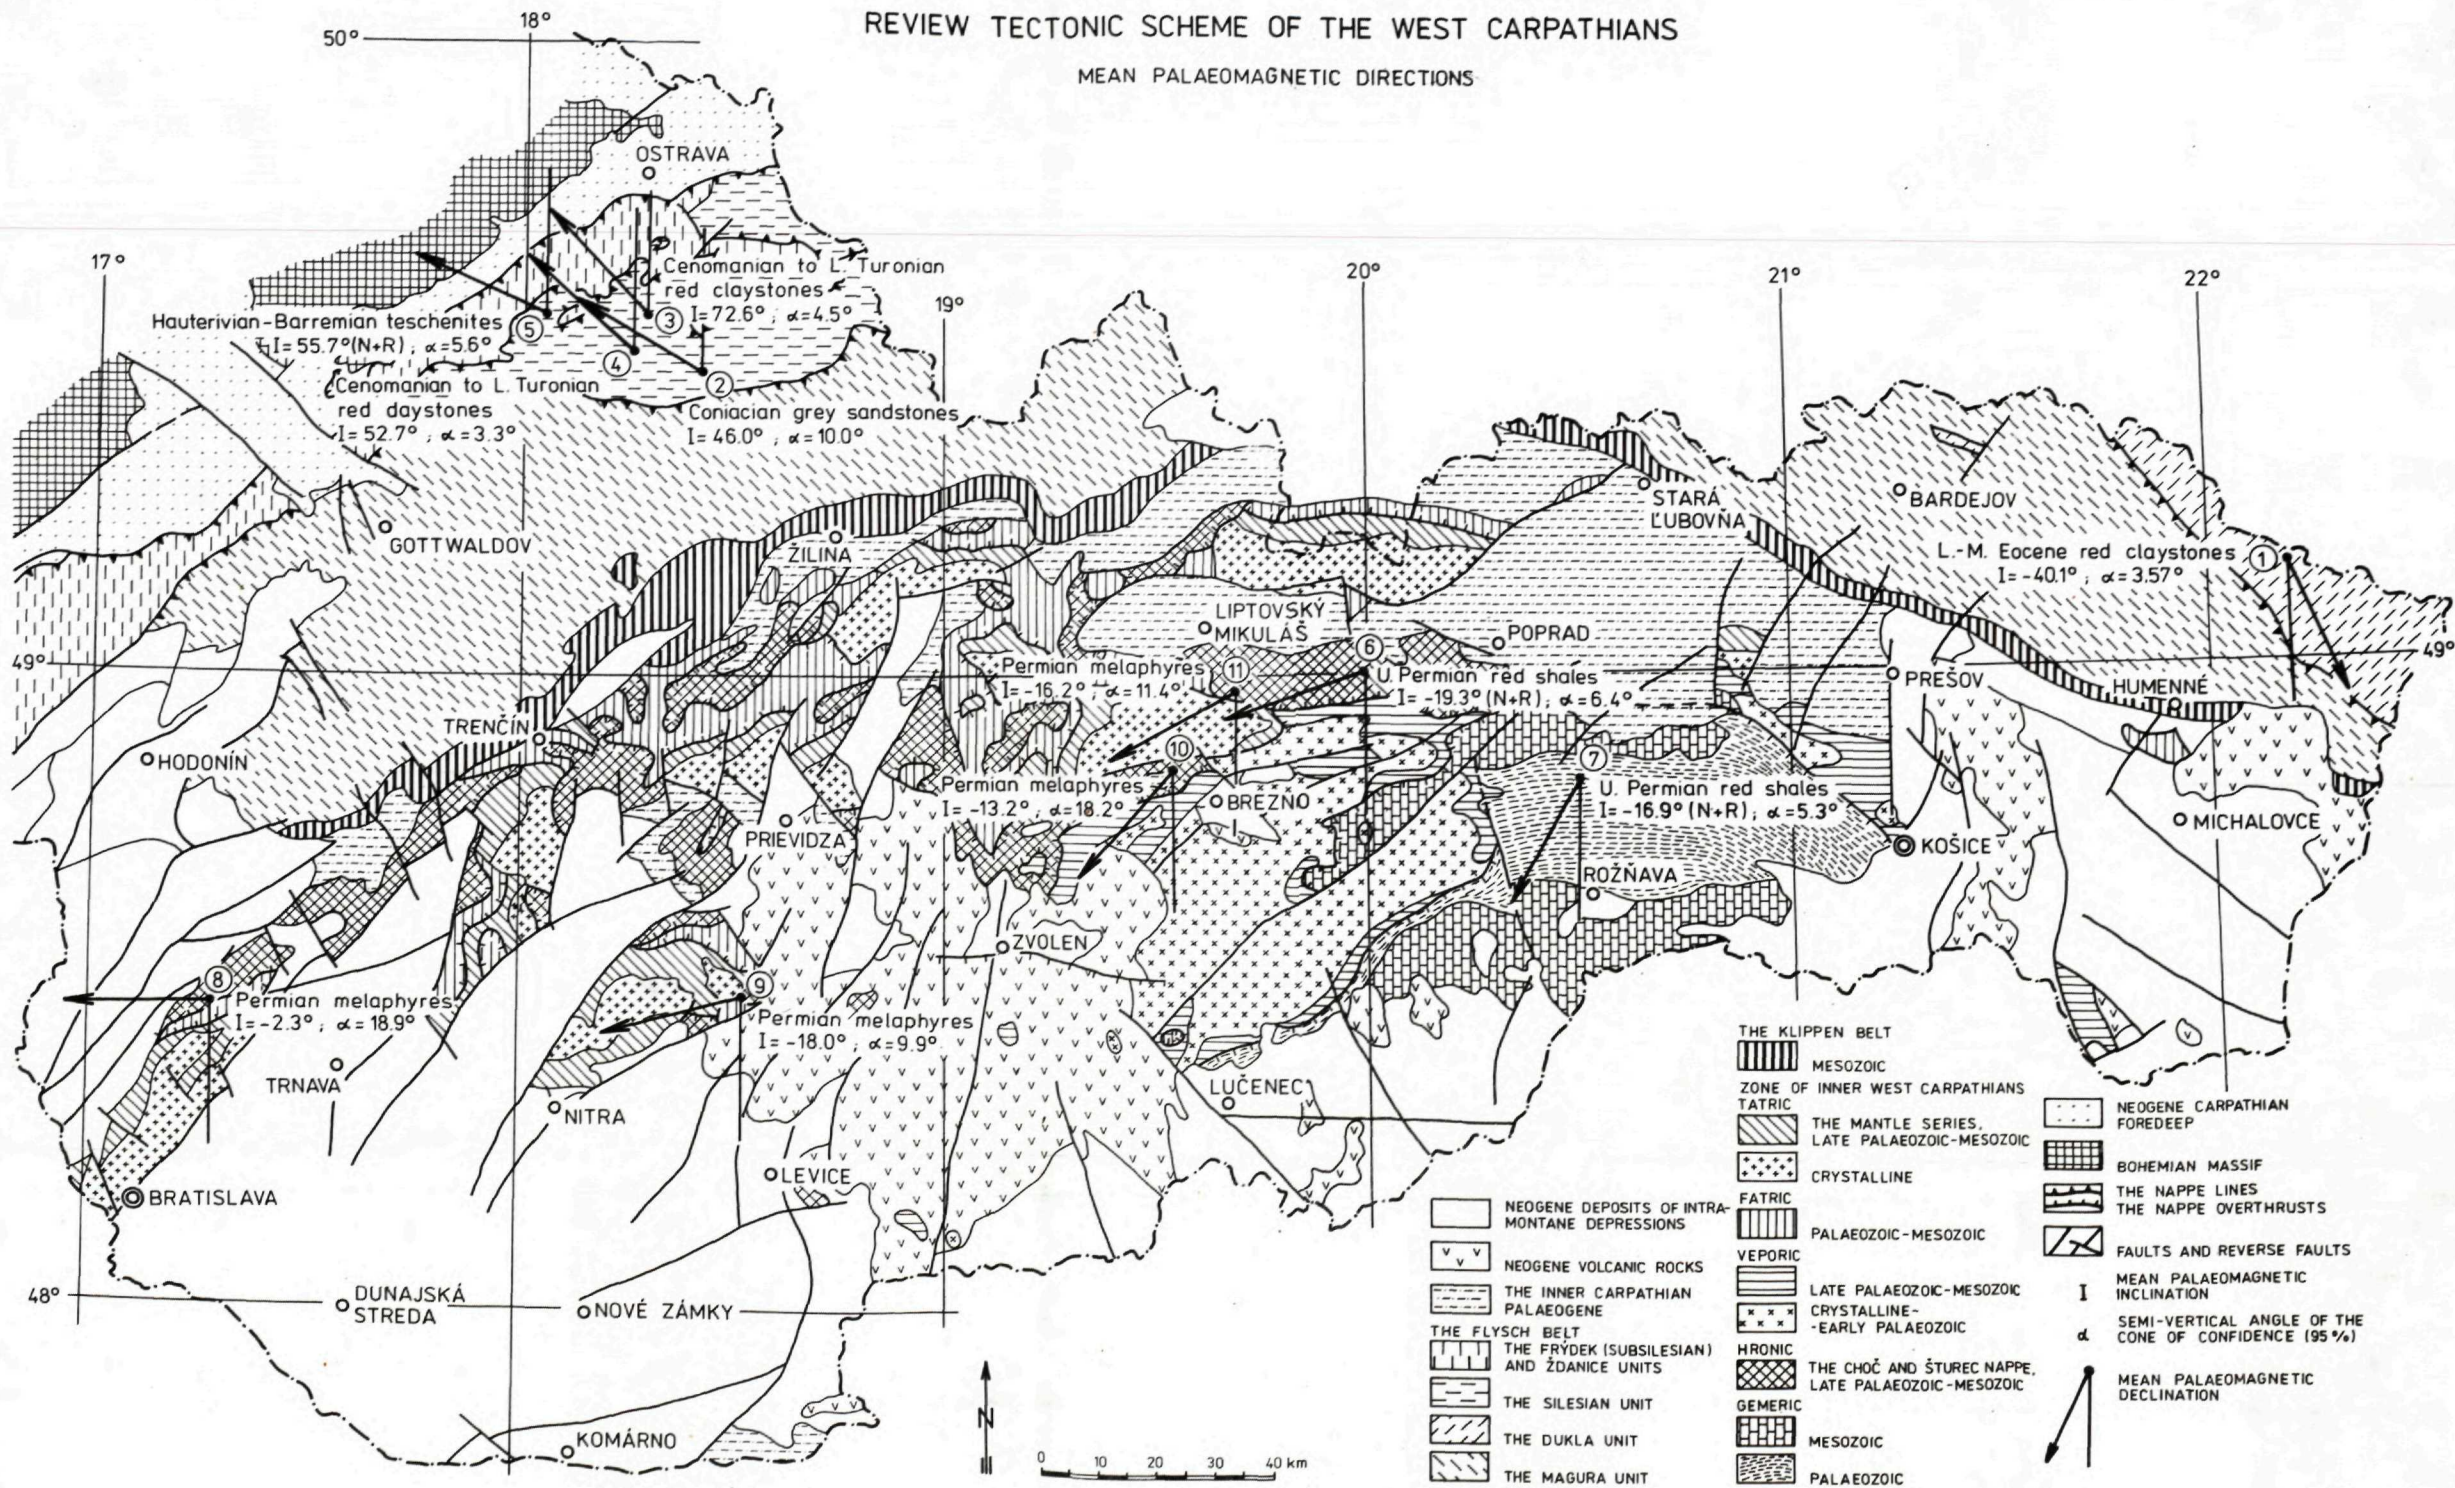 REVIEW TECTONIC SCHEME OF THE WEST CARPATHIANS
MEAN PALAEOMAGNETIC DIRECTIONS
18°
50°
OSTRAVA
17°
Cenomanian to L. Turonian
red claystones
I=72.6° ; α=4.5°
3
19°
20°
21°
22°
Hauterivian-Barremian teschenites
I=55.7°(N+R) ; α=5.6°
5
4
2
Cenomanian to L. Turonian
red daystones
I=52.7° ; α=3.3°
Coniacian grey sandstones
I=46.0° ; α=10.0°
GOTTWALDOV
ŽILINA
STARÁ
ĽUBOVŇA
BARDEJOV
L.-M. Eocene red claystones
I=-40.1° ; α=3.57°
1
LIPTOVSKÝ
MIKULÁŠ
POPRAD
49°
49°
6
Permian melaphyres
I=-16.2° ; α=11.4°
11
U. Permian red shales
I=-19.3°(N+R) ; α=6.4°
PREŠOV
HUMENNÉ
TRENČÍN
HODONÍN
10
Permian melaphyres
I=-13.2° ; α=18.2°
BREZNO
7
U. Permian red shales
I=-16.9°(N+R) ; α=5.3°
PRIEVIDZA
MICHALOVCE
KOŠICE
ROŽŇAVA
ZVOLEN
8
Permian melaphyres
I=-2.3° ; α=18.9°
9
Permian melaphyres
I=-18.0° ; α=9.9°
TRNAVA
NITRA
LUČENEC
LEVICE
BRATISLAVA
48°
DUNAJSKÁ
STREDA
NOVÉ ZÁMKY
KOMÁRNO
N
0 10 20 30 40 km
NEOGENE DEPOSITS OF INTRA-
MONTANE DEPRESSIONS
NEOGENE VOLCANIC ROCKS
THE INNER CARPATHIAN
PALAEOGENE
THE FLYSCH BELT
THE FRÝDEK (SUBSILESIAN)
AND ŽDANICE UNITS
THE SILESIAN UNIT
THE DUKLA UNIT
THE MAGURA UNIT
THE KLIPPEN BELT
MESOZOIC
ZONE OF INNER WEST CARPATHIANS
TATRIC
THE MANTLE SERIES,
LATE PALAEOZOIC-MESOZOIC
CRYSTALLINE
FATRIC
PALAEOZOIC-MESOZOIC
VEPORIC
LATE PALAEOZOIC-MESOZOIC
CRYSTALLINE-
-EARLY PALAEOZOIC
HRONIC
THE CHOČ AND ŠTUREC NAPPE,
LATE PALAEOZOIC-MESOZOIC
GEMERIC
MESOZOIC
PALAEOZOIC
NEOGENE CARPATHIAN
FOREDEEP
BOHEMIAN MASSIF
THE NAPPE LINES
THE NAPPE OVERTHRUSTS
FAULTS AND REVERSE FAULTS
I MEAN PALAEOMAGNETIC
INCLINATION
α SEMI-VERTICAL ANGLE OF THE
CONE OF CONFIDENCE (95%)
MEAN PALAEOMAGNETIC
DECLINATION